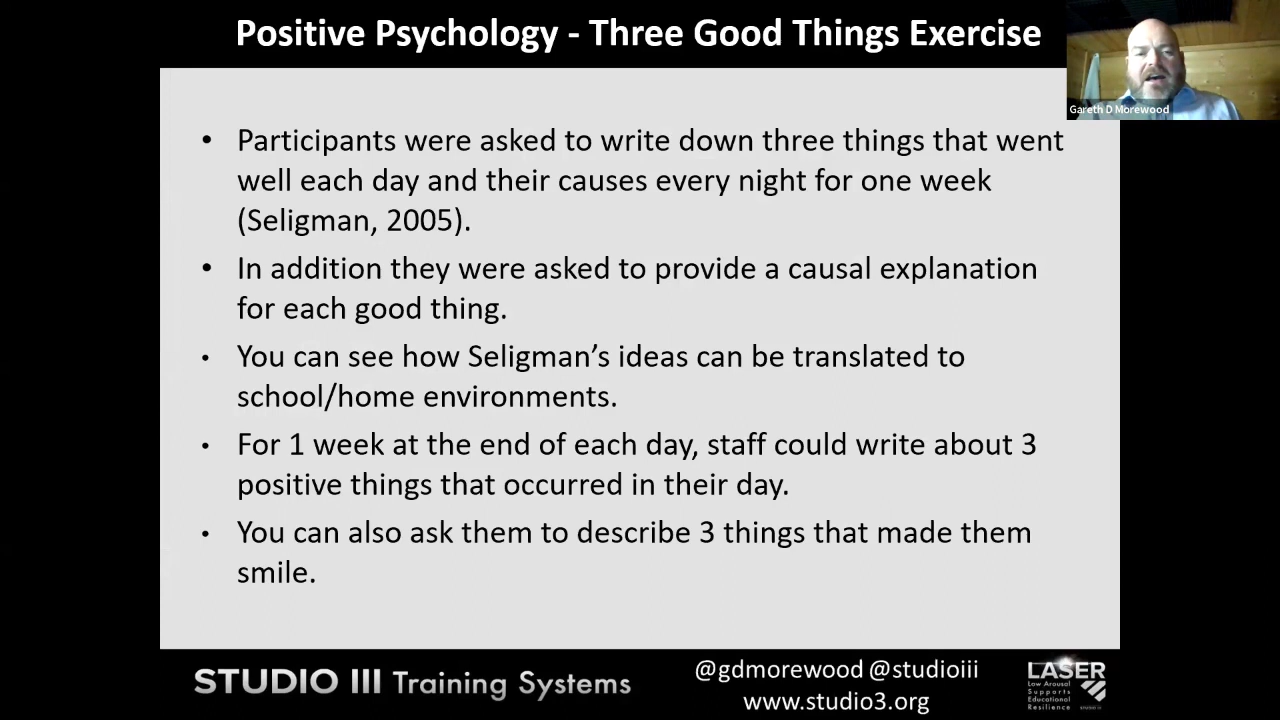 Positive Psychology - Three Good Things Exercise
Gareth D Morewood
• Participants were asked to write down three things that went
well each day and their causes every night for one week
(Seligman, 2005).
• In addition they were asked to provide a causal explanation
for each good thing.
• You can see how Seligman’s ideas can be translated to
school/home environments.
• For 1 week at the end of each day, staff could write about 3
positive things that occurred in their day.
• You can also ask them to describe 3 things that made them
smile.
STUDIO III Training Systems
@gdmorewood @studioiii
www.studio3.org
LASER
Low Arousal
Supports
Educational
Resilience